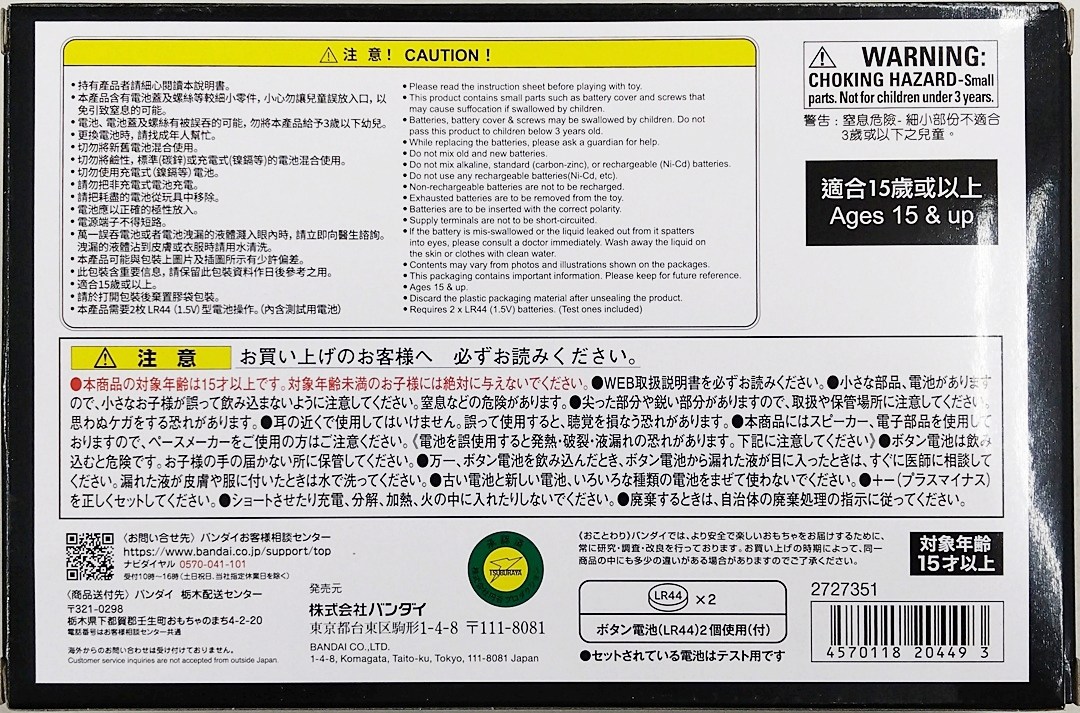 ⚠注 意! CAUTION !
•持有產品者請細心閱讀本說明書。
•本產品含有電池蓋及螺絲等較細小零件，小心勿讓兒童誤放入口，以
免引致窒息的可能。
•電池、電池蓋及螺絲有被誤吞的可能，勿將本產品給予3歲以下幼兒。
•更換電池時，請找成年人幫忙。
•切勿將新舊電池混合使用。
•切勿將鹼性，標準(碳鋅)或充電式(鎳鎘等)的電池混合使用。
•切勿使用充電式(鎳鎘等)電池。
•請勿把非充電式電池充電。
•請把耗盡的電池從玩具中移除。
•電池應以正確的極性放入。
•電源端子不得短路。
•萬一誤吞電池或者電池洩漏的液體濺入眼內時，請立即向醫生諮詢。
洩漏的液體沾到皮膚或衣服時請用水清洗。
•本產品可能與包裝上圖片及插圖所示有少許偏差。
•此包裝含重要信息，請保留此包裝資料作日後參考之用。
•適合15歲或以上。
•請於打開包裝後棄置膠袋包裝。
•本產品需要2枚 LR44 (1.5V) 型電池操作。（內含測試用電池）
• Please read the instruction sheet before playing with toy.
• This product contains small parts such as battery cover and screws that
may cause suffocation if swallowed by children.
• Batteries, battery cover & screws may be swallowed by children. Do not
pass this product to children below 3 years old.
• While replacing the batteries, please ask a guardian for help.
• Do not mix old and new batteries.
• Do not mix alkaline, standard (carbon-zinc), or rechargeable (Ni-Cd) batteries.
• Do not use any rechargeable batteries(Ni-Cd, etc).
• Non-rechargeable batteries are not to be recharged.
• Exhausted batteries are to be removed from the toy.
• Batteries are to be inserted with the correct polarity.
• Supply terminals are not to be short-circuited.
• If the battery is mis-swallowed or the liquid leaked out from it spatters
into eyes, please consult a doctor immediately. Wash away the liquid on
the skin or clothes with clean water.
• Contents may vary from photos and illustrations shown on the packages.
• This packaging contains important information. Please keep for future reference.
• Ages 15 & up.
• Discard the plastic packaging material after unsealing the product.
• Requires 2 x LR44 (1.5V) batteries. (Test ones included)
⚠ WARNING:
CHOKING HAZARD-Small
parts. Not for children under 3 years.
警告：窒息危險- 細小部份不適合
3歲或以下之兒童。
適合15歲或以上
Ages 15 & up
⚠ 注 意 お買い上げのお客様へ 必ずお読みください。
●本商品の対象年齢は15才以上です。対象年齢未満のお子様には絶対に与えないでください。●WEB取扱説明書を必ずお読みください。●小さな部品、電池があります
ので、小さなお子様が誤って飲み込まないように注意してください。窒息などの危険があります。●尖った部分や鋭い部分がありますので、取扱や保管場所に注意してください。
思わぬケガをする恐れがあります。●耳の近くで使用してはいけません。誤って使用すると、聴覚を損なう恐れがあります。●本商品にはスピーカー、電子部品を使用して
おりますので、ペースメーカーをご使用の方はご注意ください。《電池を誤使用すると発熱・破裂・液漏れの恐れがあります。下記に注意してください》●ボタン電池は飲み
込むと危険です。お子様の手の届かない所に保管してください。●万一、ボタン電池を飲み込んだとき、ボタン電池から漏れた液が目に入ったときは、すぐに医師に相談して
ください。漏れた液が皮膚や服に付いたときは水で洗ってください。●古い電池と新しい電池、いろいろな種類の電池をまぜて使わないでください。●＋－(プラスマイナス)
を正しくセットしてください。●ショートさせたり充電、分解、加熱、火の中に入れたりしないでください。●廃棄するときは、自治体の廃棄処理の指示に従ってください。
〈お問い合せ先〉バンダイお客様相談センター
https://www.bandai.co.jp/support/top
ナビダイヤル 0570-041-101
受付10時～16時（土日祝日、当社指定休業日を除く）
〈商品送付先〉バンダイ 栃木配送センター
〒321-0298
栃木県下都賀郡壬生町おもちゃのまち4-2-20
電話番号はお客様相談センター共通
海外からのお問い合せは受け付けておりません。
Customer service inquiries are not accepted from outside Japan.
発売元
株式会社バンダイ
東京都台東区駒形1-4-8 〒111-8081
BANDAI CO.,LTD.
1-4-8, Komagata, Taito-ku, Tokyo, 111-8081 Japan
TSUBURAYA
〈おことわり〉バンダイでは、より安全で楽しいおもちゃをお届けするために、
常に研究・調査・改良を行っております。お買い上げの時期によって、同一
商品の中にも多少の違いがある場合がありますのでご了承ください。
対象年齢
15才以上
LR44 ×2
ボタン電池(LR44)2個使用(付)
●セットされている電池はテスト用です
2727351
4570118 20449 3